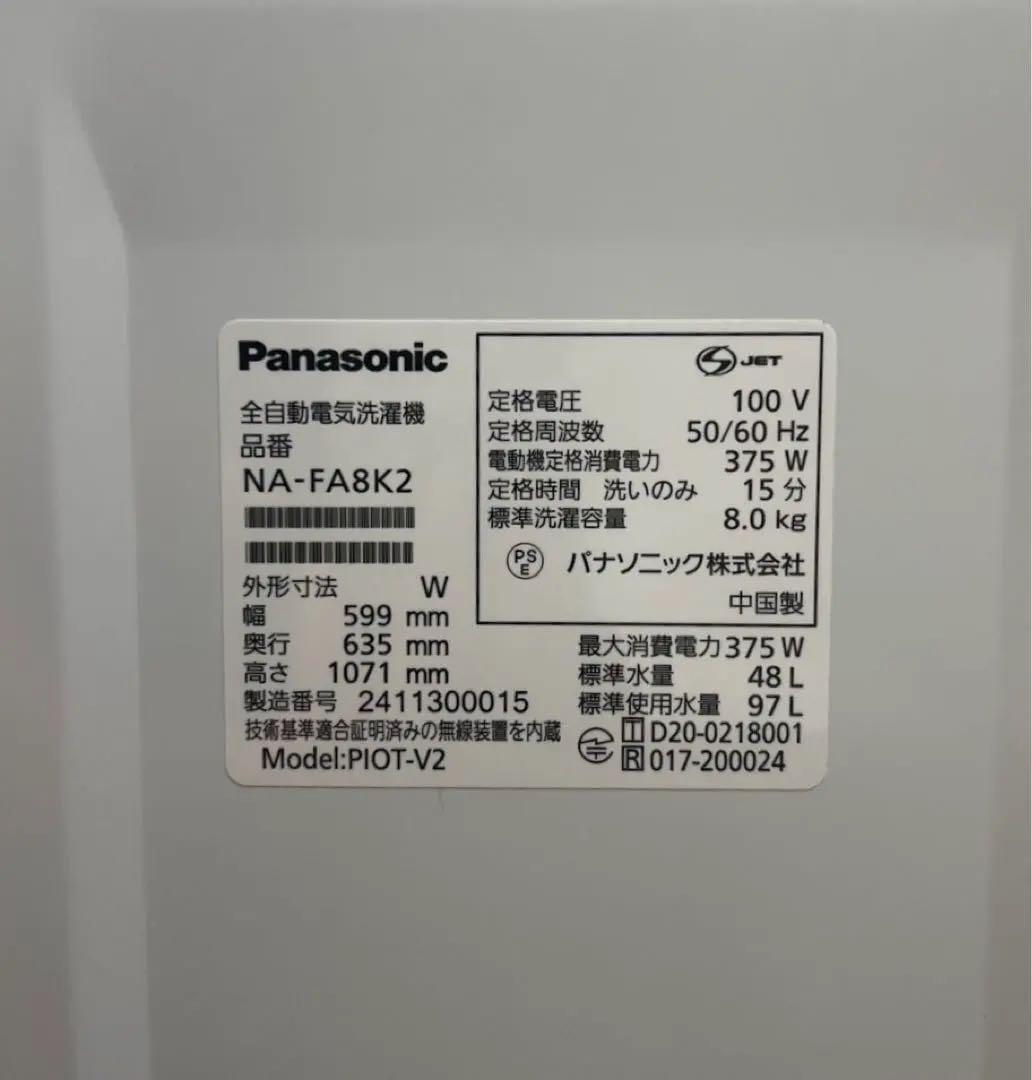 Panasonic
全自動電気洗濯機
品番
NA-FA8K2
外形寸法 W
幅 599 mm
奥行 635 mm
高さ 1071 mm
製造番号 2411300015
技術基準適合証明済みの無線装置を内蔵
Model:PIOT-V2
JET
定格電圧 100 V
定格周波数 50/60 Hz
電動機定格消費電力 375 W
定格時間 洗いのみ 15 分
標準洗濯容量 8.0 kg
PSE パナソニック株式会社
中国製
最大消費電力 375 W
標準水量 48 L
標準使用水量 97 L
T D20-0218001
R 017-200024